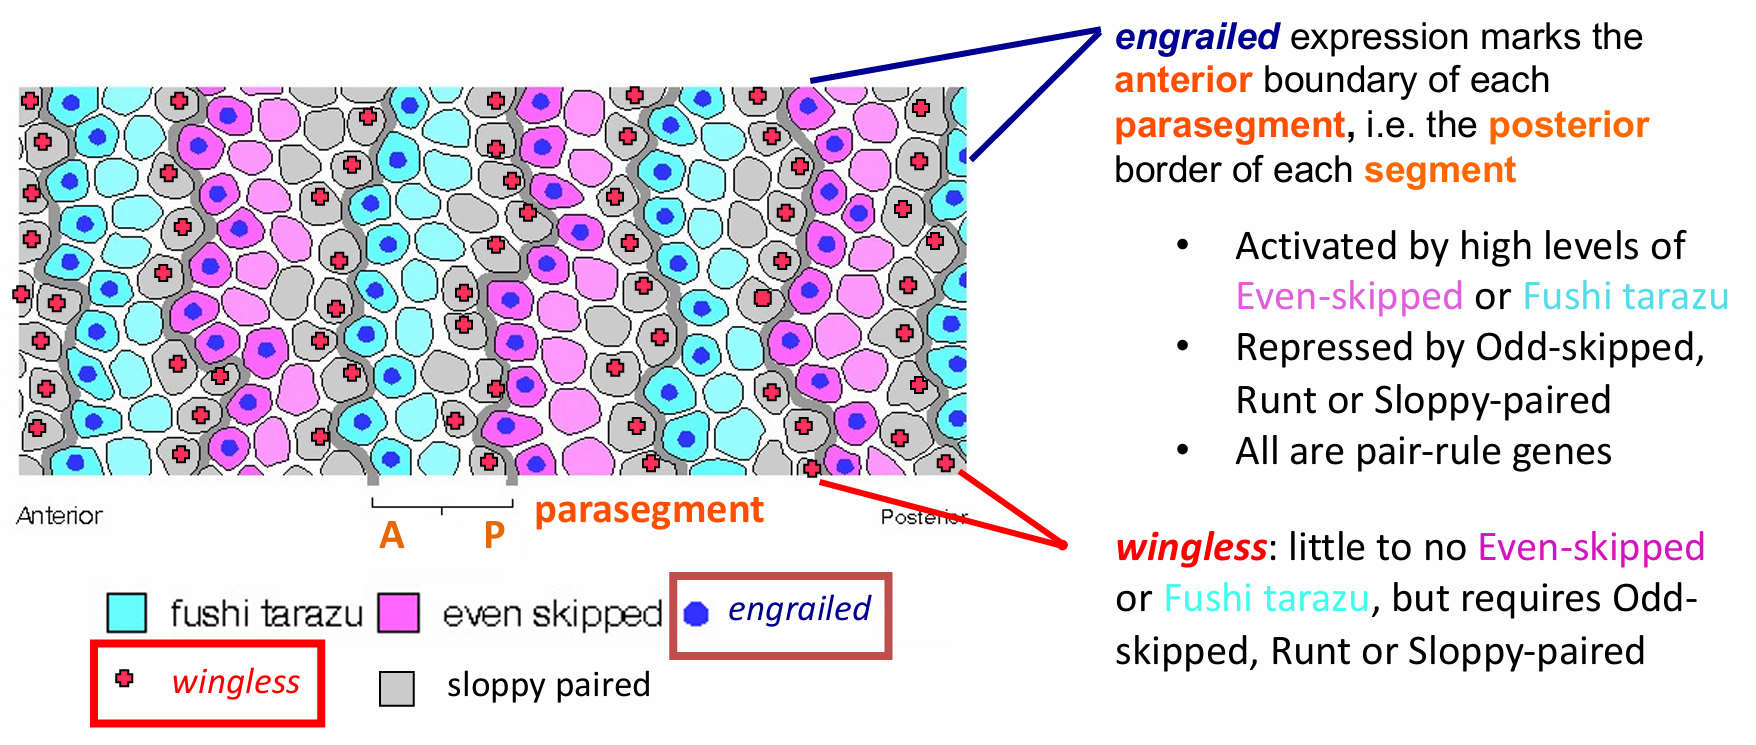 engrailed expression marks the
anterior boundary of each
parasegment, i.e. the posterior
border of each segment
• Activated by high levels of
Even-skipped or Fushi tarazu
• Repressed by Odd-skipped,
Runt or Sloppy-paired
• All are pair-rule genes
Anterior
Posterior
A
P
parasegment
wingless: little to no Even-skipped
or Fushi tarazu, but requires Odd-
skipped, Runt or Sloppy-paired
fushi tarazu
even skipped
engrailed
wingless
sloppy paired